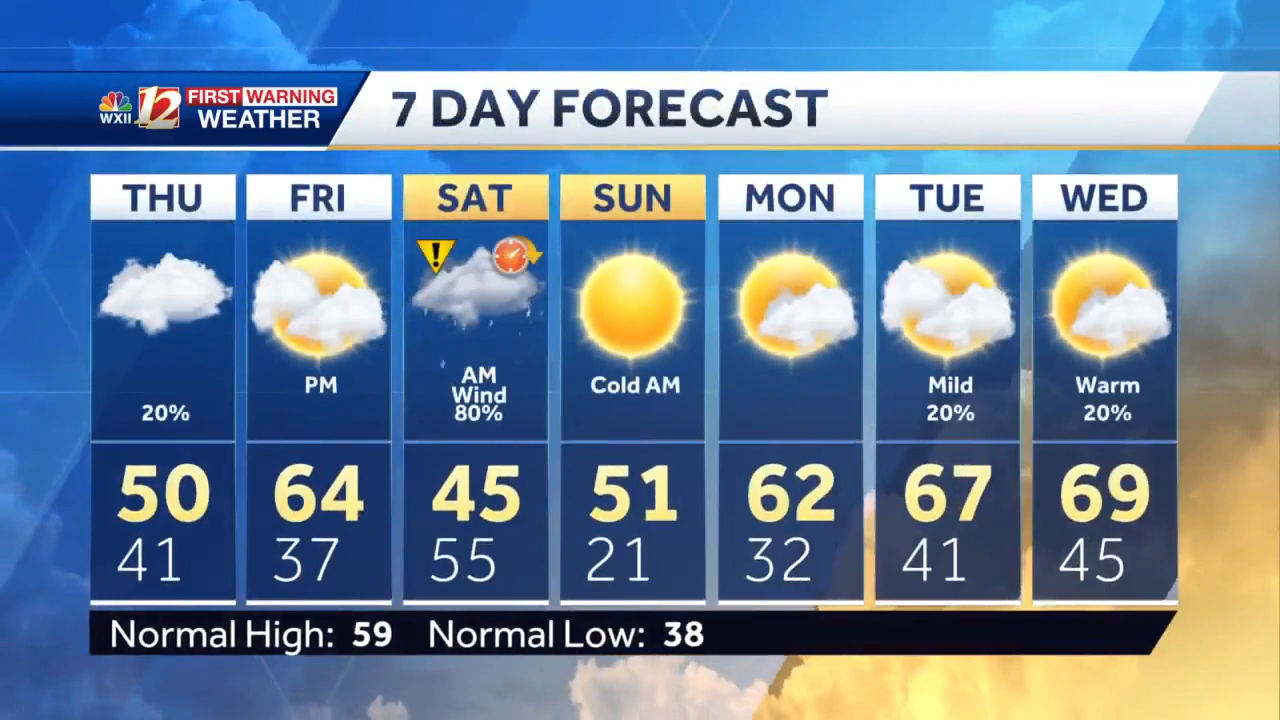 WXII 12 FIRST WARNING
WEATHER
7 DAY FORECAST
THU FRI SAT SUN MON TUE WED
!
PM AM Wind Cold AM Mild Warm
20% 80% 20% 20%
50 64 45 51 62 67 69
41 37 55 21 32 41 45
Normal High: 59 Normal Low: 38